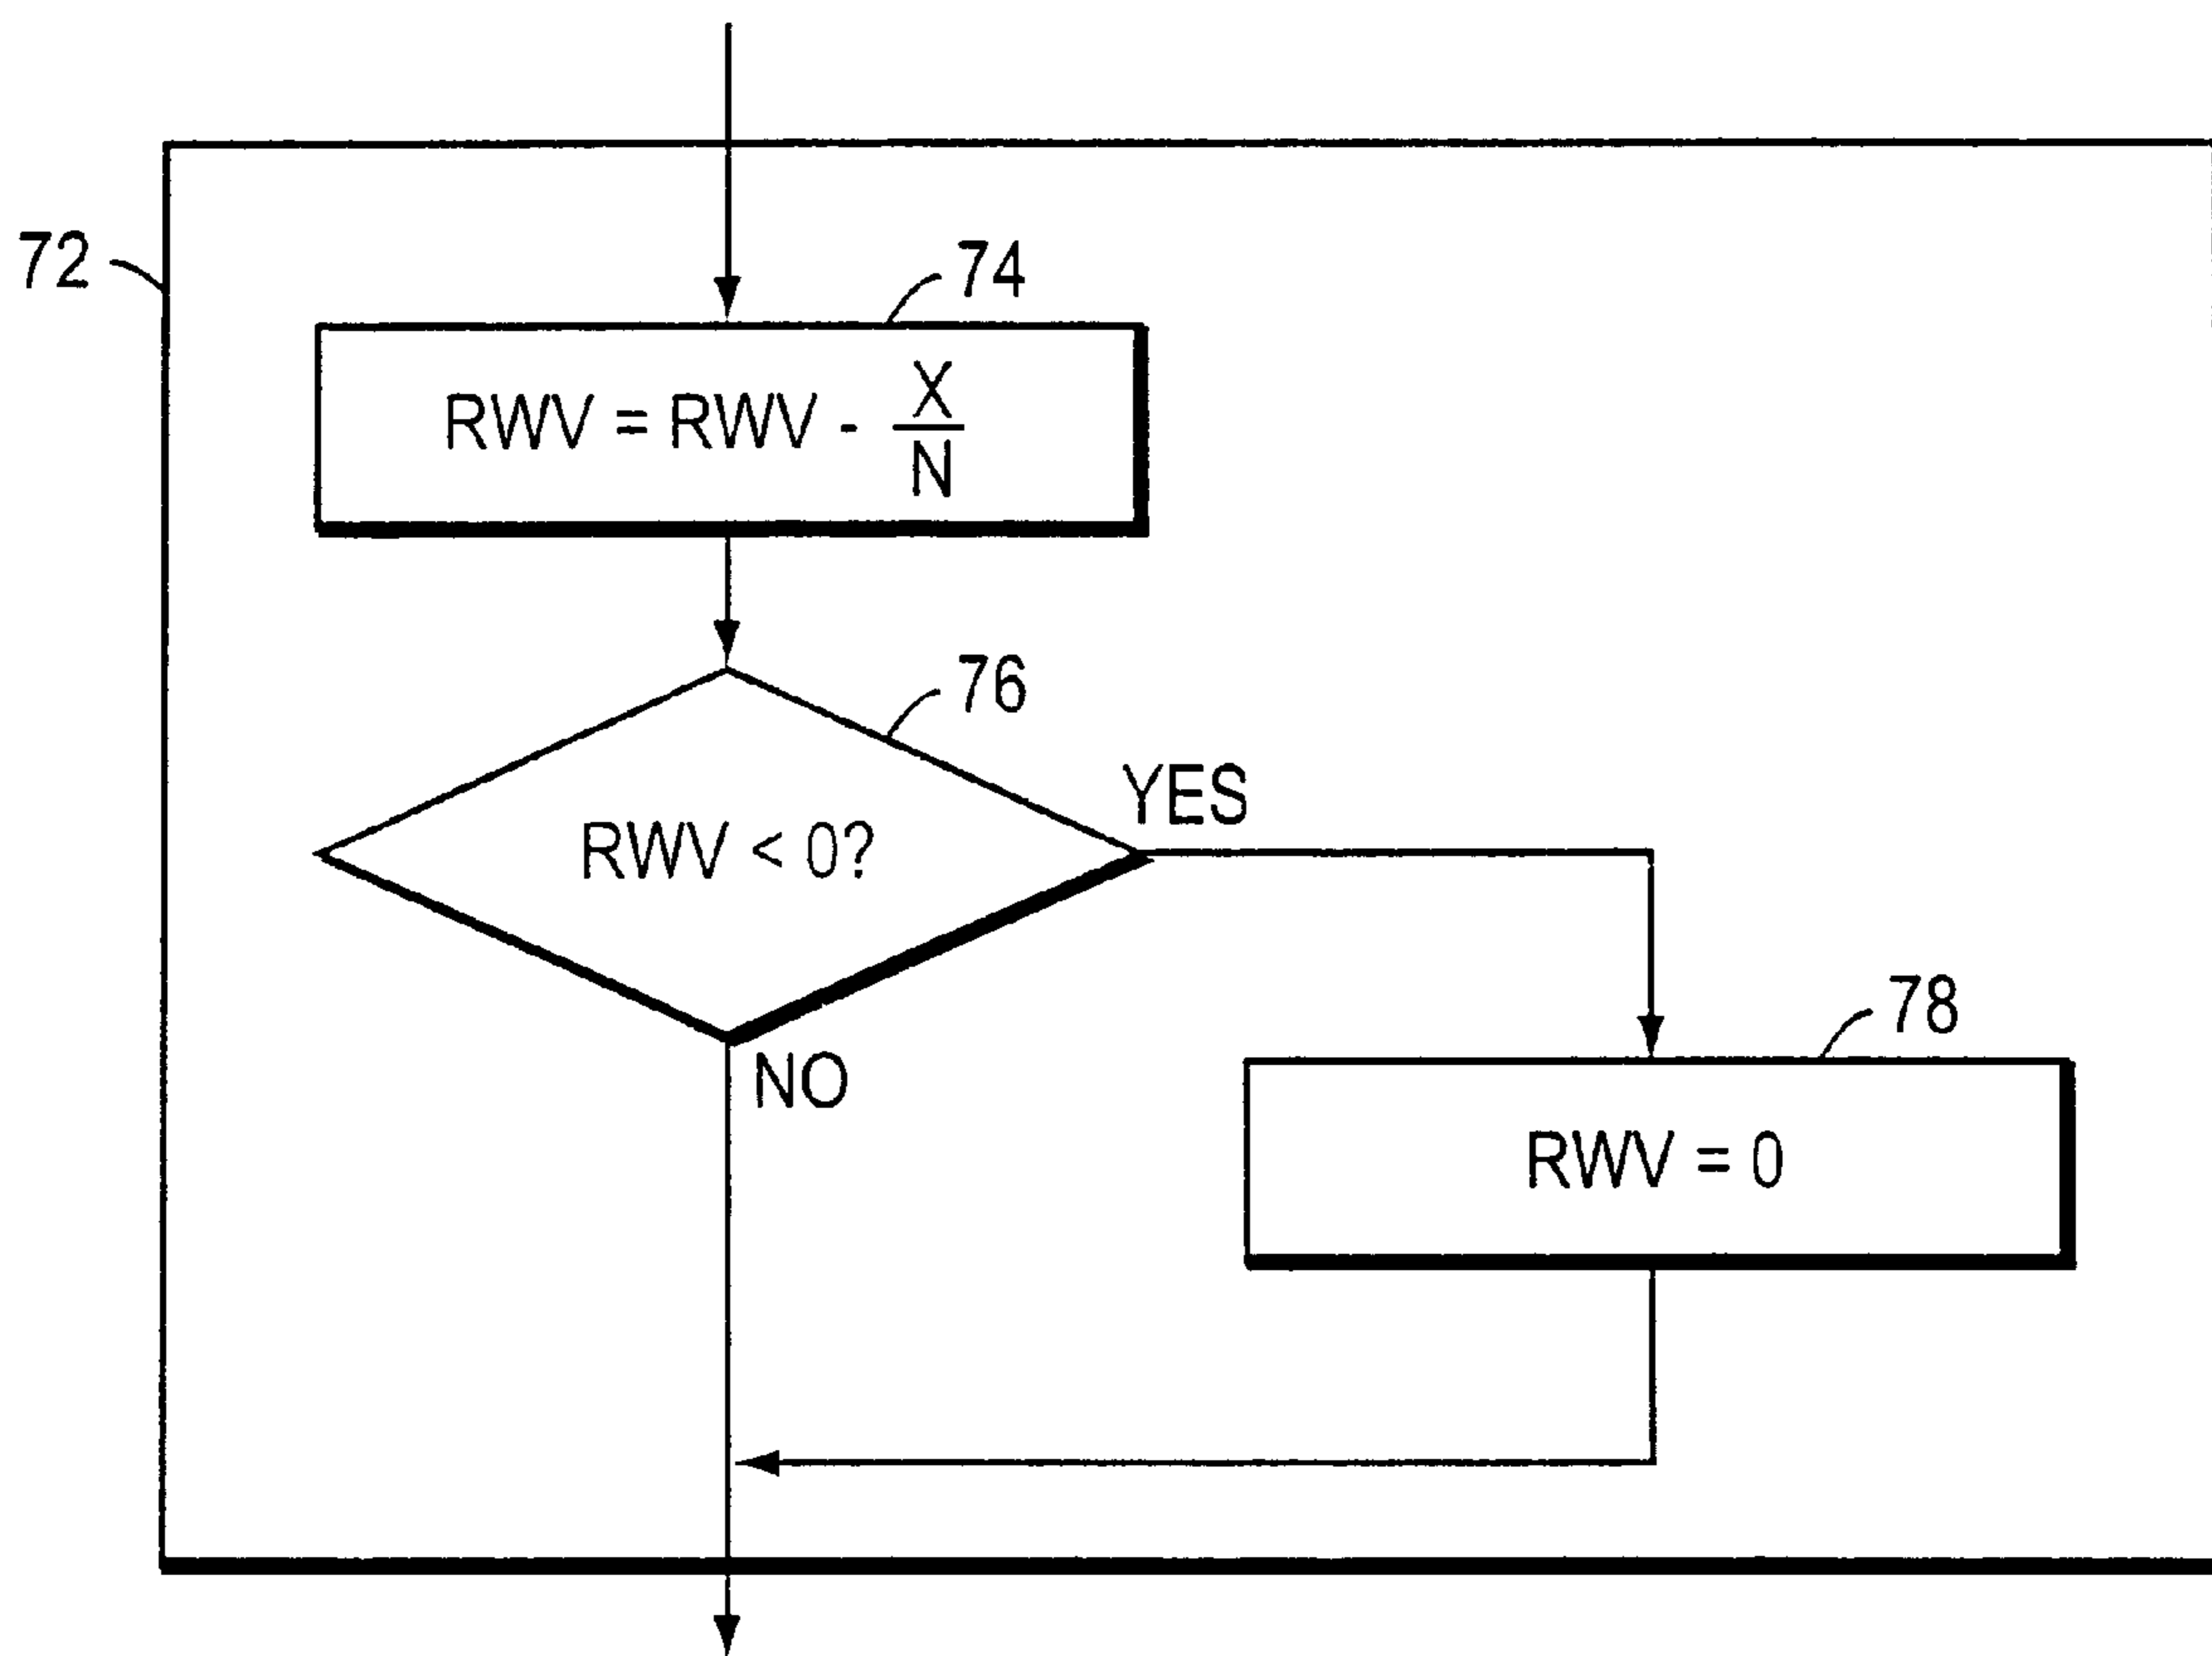 72
74
RWV = RWV - X/N
76
YES
RWV < 0?
NO
78
RWV = 0